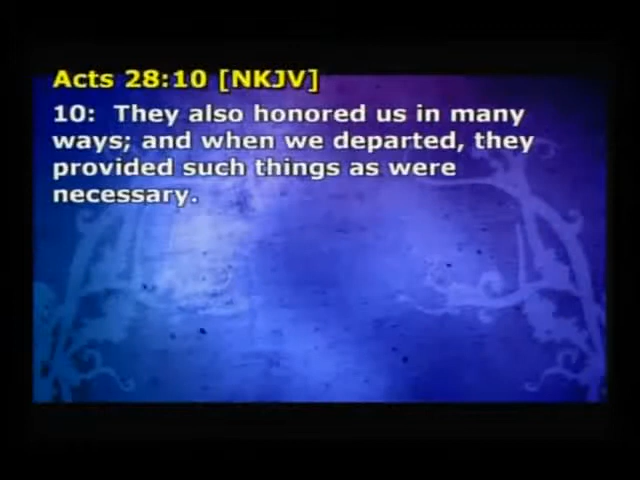 Acts 28:10 [NKJV]
10:  They also honored us in many
ways; and when we departed, they
provided such things as were
necessary.